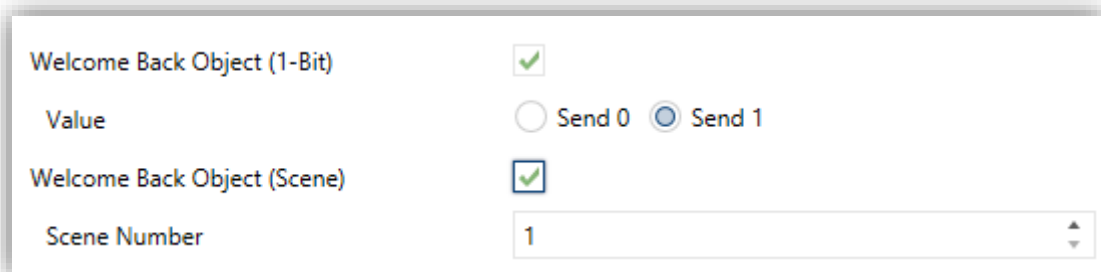 Welcome Back Object (1-Bit)
Value Send 0 Send 1
Welcome Back Object (Scene)
Scene Number 1